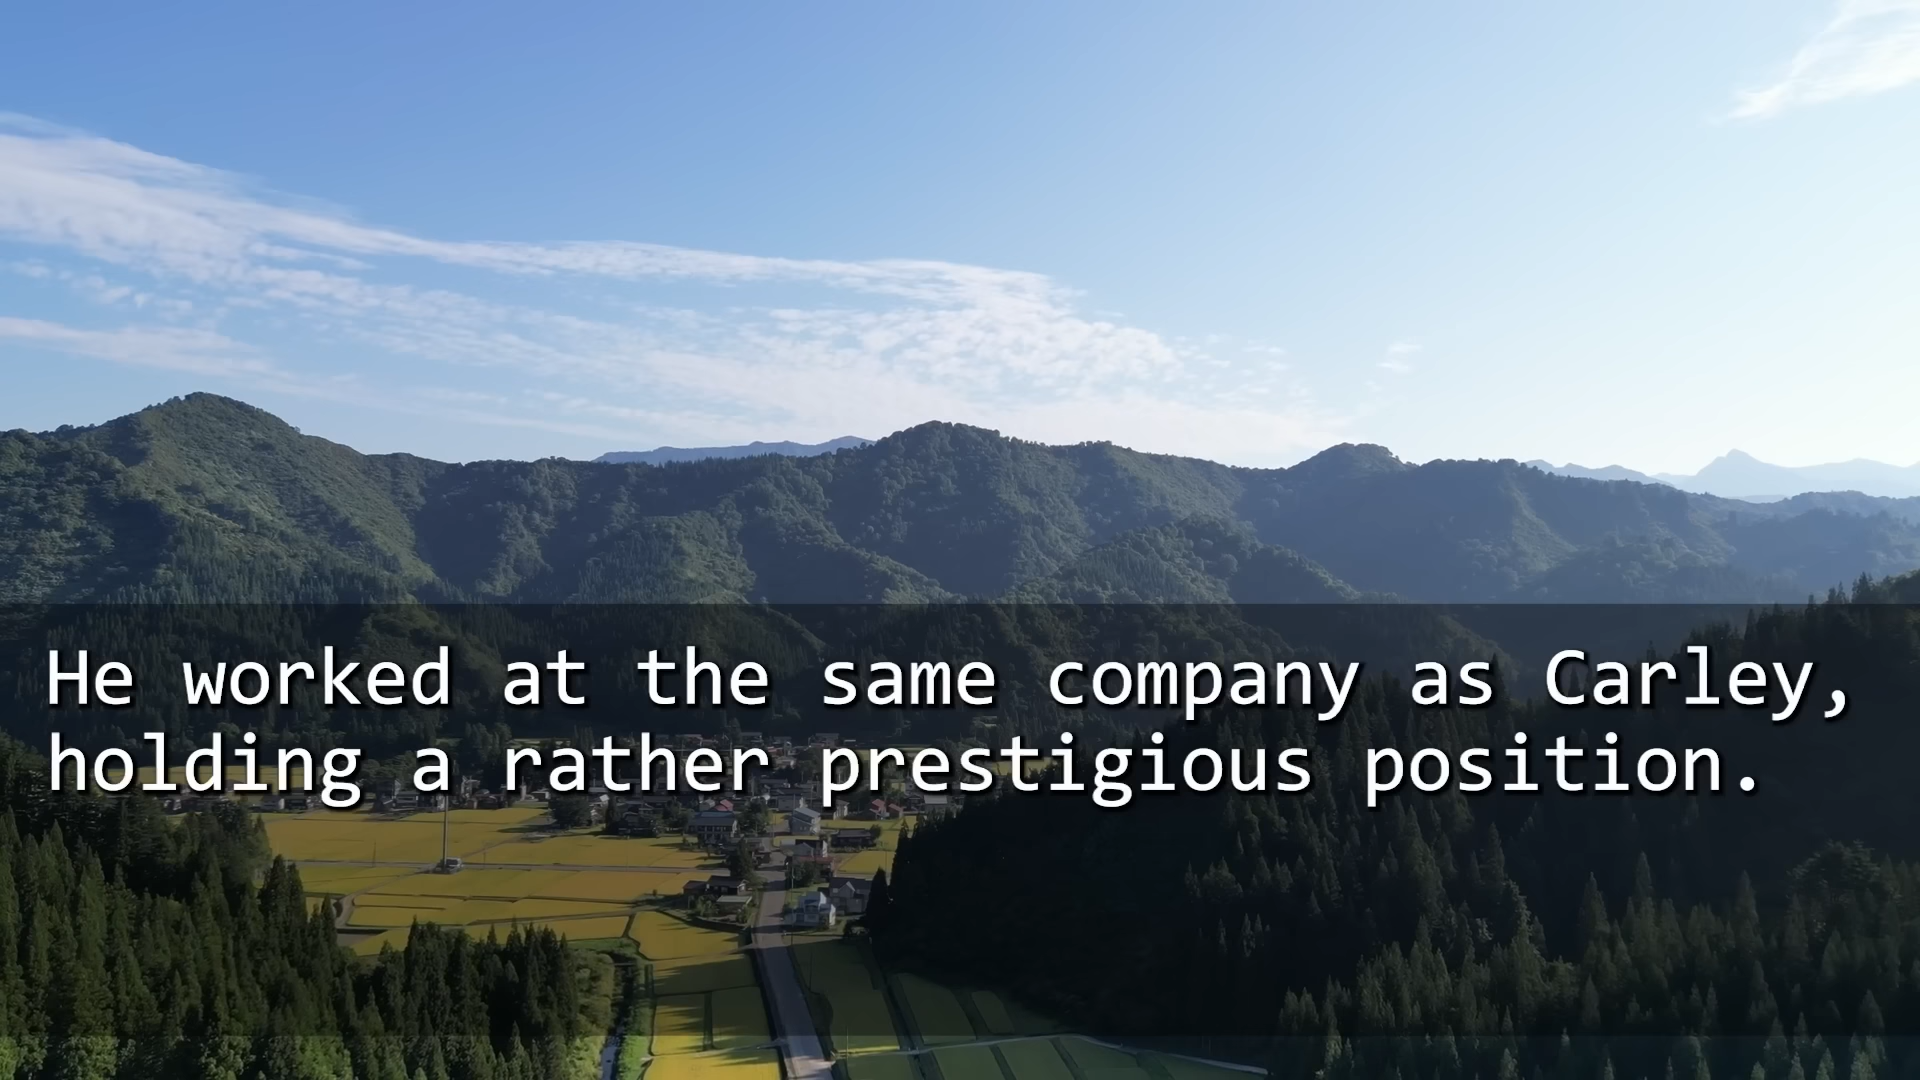 He worked at the same company as Carley,
holding a rather prestigious position.